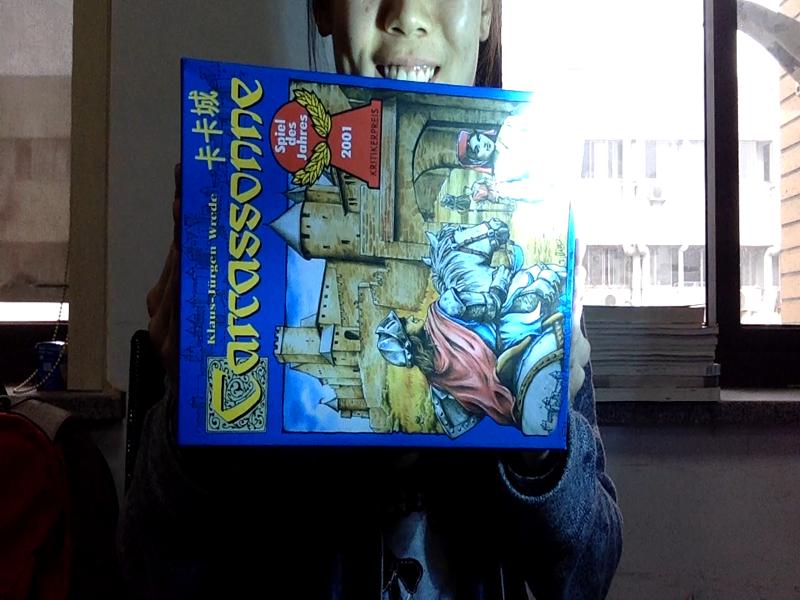 Klaus-Jürgen Wrede
卡卡城
Carcassonne
Spiel
des
Jahres
2001
KRITIKERPREIS